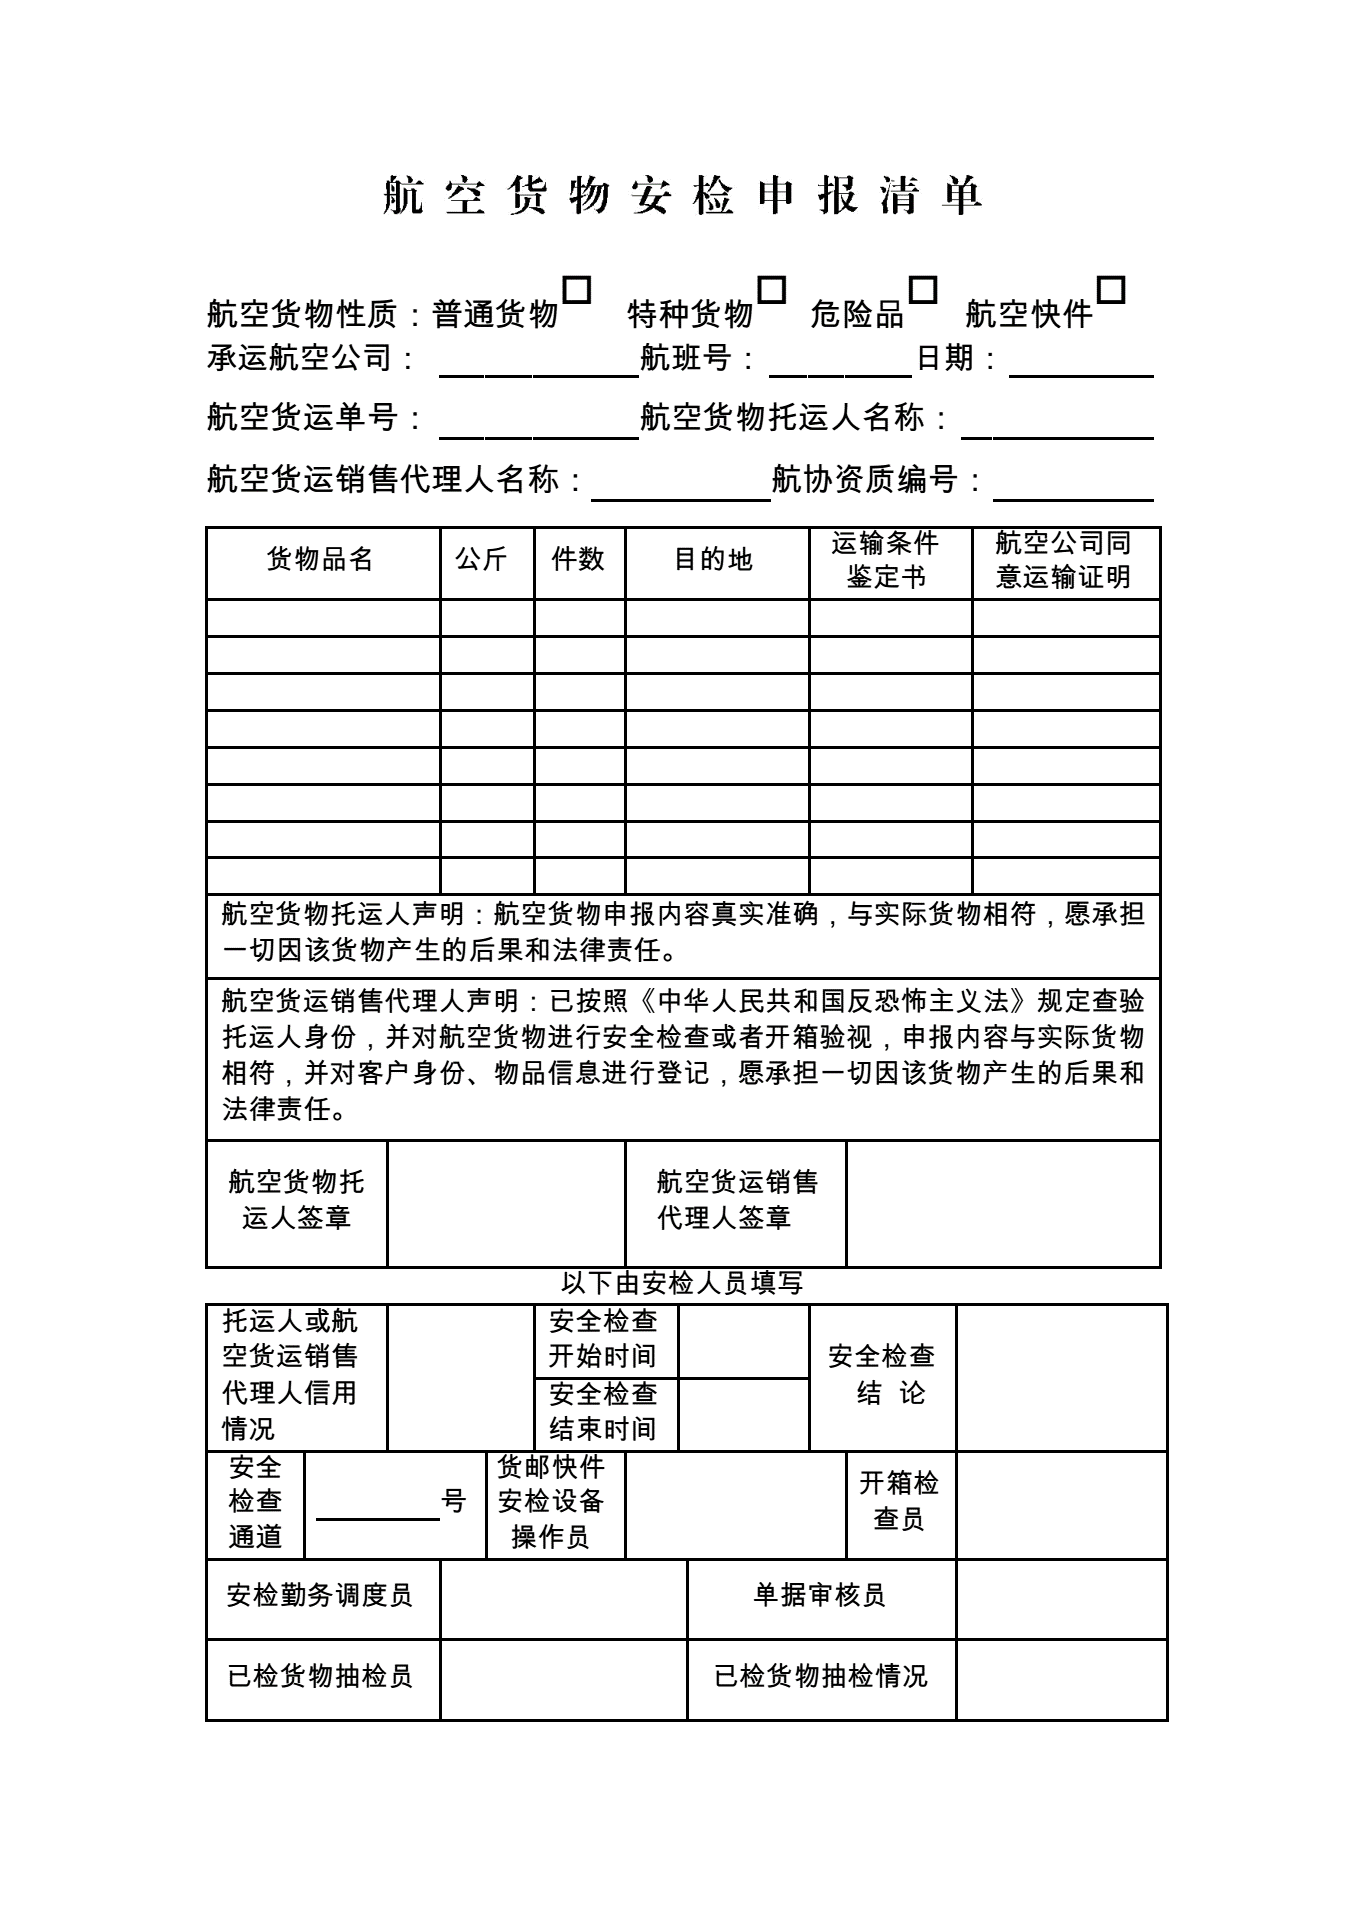 航空货物安检申报清单
航空货物性质：普通货物□ 特种货物□ 危险品□ 航空快件□
承运航空公司： 航班号： 日期：
航空货运单号： 航空货物托运人名称：
航空货运销售代理人名称： 航协资质编号：
货物品名 公斤 件数 目的地 运输条件 航空公司同
鉴定书 意运输证明
航空货物托运人声明：航空货物申报内容真实准确，与实际货物相符，愿承担
一切因该货物产生的后果和法律责任。
航空货运销售代理人声明：已按照《中华人民共和国反恐怖主义法》规定查验
托运人身份，并对航空货物进行安全检查或者开箱验视，申报内容与实际货物
相符，并对客户身份、物品信息进行登记，愿承担一切因该货物产生的后果和
法律责任。
航空货物托 航空货运销售
运人签章 代理人签章
以下由安检人员填写
托运人或航
空货运销售
代理人信用
情况
安全检查
开始时间
安全检查
结束时间
安全检查
结 论
安全
检查
通道
号
货邮快件
安检设备
操作员
开箱检
查员
安检勤务调度员 单据审核员
已检货物抽检员 已检货物抽检情况